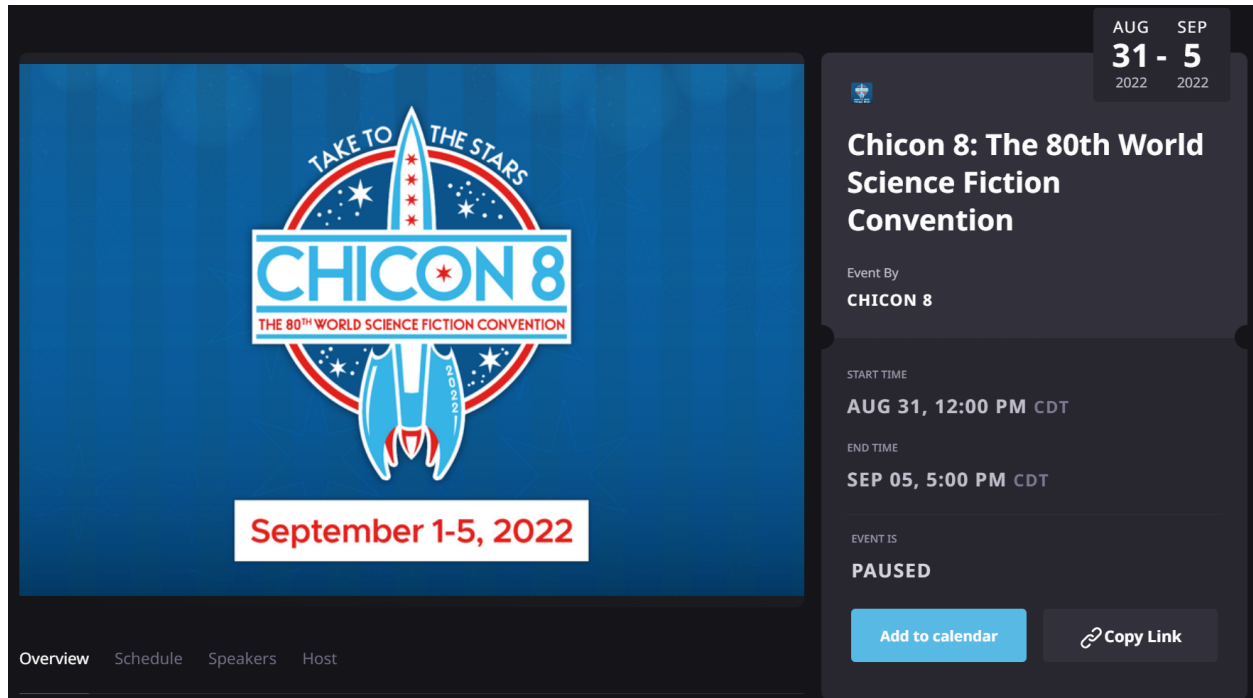 TAKE TO THE STARS
CHICON 8
THE 80TH WORLD SCIENCE FICTION CONVENTION
2022
September 1-5, 2022
Overview Schedule Speakers Host
AUG SEP
31 - 5
2022 2022
Chicon 8: The 80th World
Science Fiction
Convention
Event By
CHICON 8
START TIME
AUG 31, 12:00 PM CDT
END TIME
SEP 05, 5:00 PM CDT
EVENT IS
PAUSED
Add to calendar Copy Link